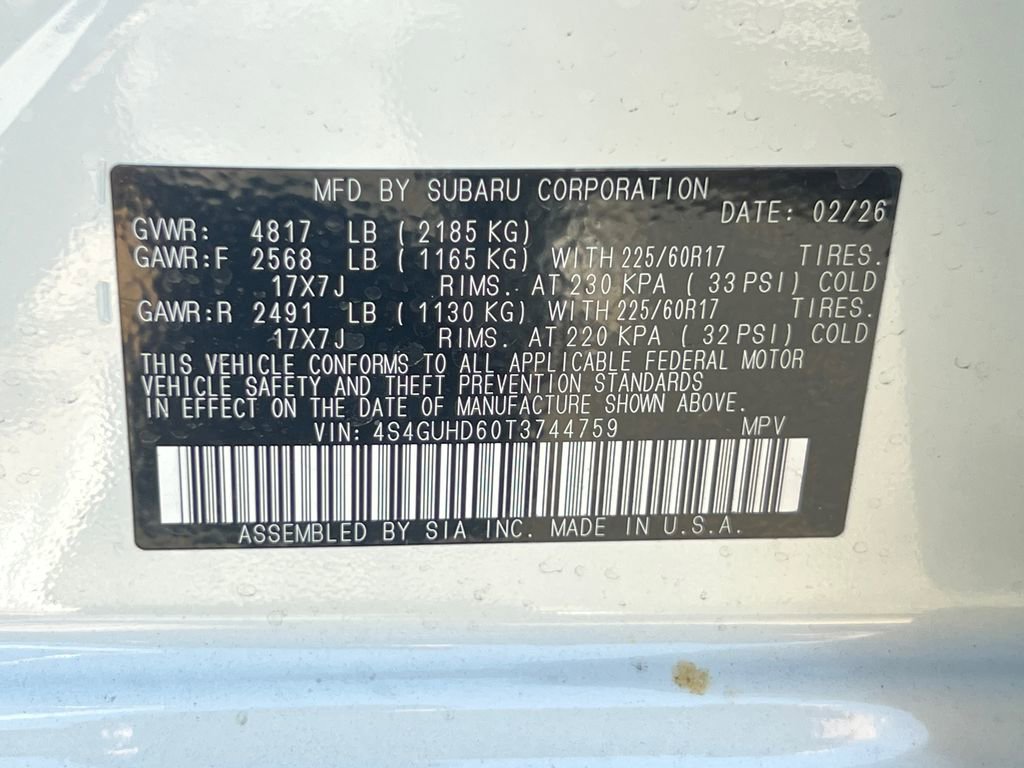 MFD BY SUBARU CORPORATION
DATE: 02/26
GVWR: 4817 LB ( 2185 KG)
GAWR:F 2568 LB ( 1165 KG) WITH 225/60R17 TIRES.
17X7J RIMS. AT 230 KPA ( 33 PSI) COLD
GAWR:R 2491 LB ( 1130 KG) WITH 225/60R17 TIRES.
17X7J RIMS. AT 220 KPA ( 32 PSI) COLD
THIS VEHICLE CONFORMS TO ALL APPLICABLE FEDERAL MOTOR
VEHICLE SAFETY AND THEFT PREVENTION STANDARDS
IN EFFECT ON THE DATE OF MANUFACTURE SHOWN ABOVE.
VIN: 4S4GUHD60T3744759 MPV
ASSEMBLED BY SIA INC. MADE IN U.S.A.